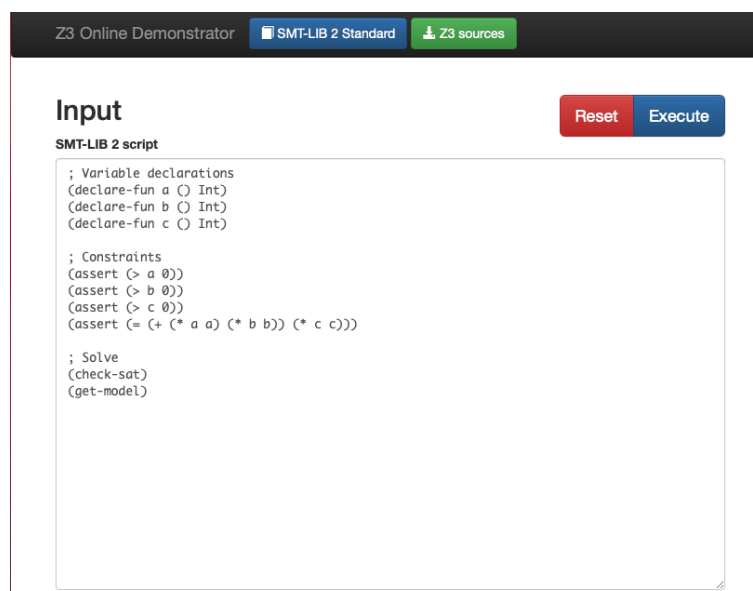 Z3 Online Demonstrator SMT-LIB 2 Standard Z3 sources
Input Reset Execute
SMT-LIB 2 script
; Variable declarations
(declare-fun a () Int)
(declare-fun b () Int)
(declare-fun c () Int)
; Constraints
(assert (> a 0))
(assert (> b 0))
(assert (> c 0))
(assert (= (+ (* a a) (* b b)) (* c c)))
; Solve
(check-sat)
(get-model)